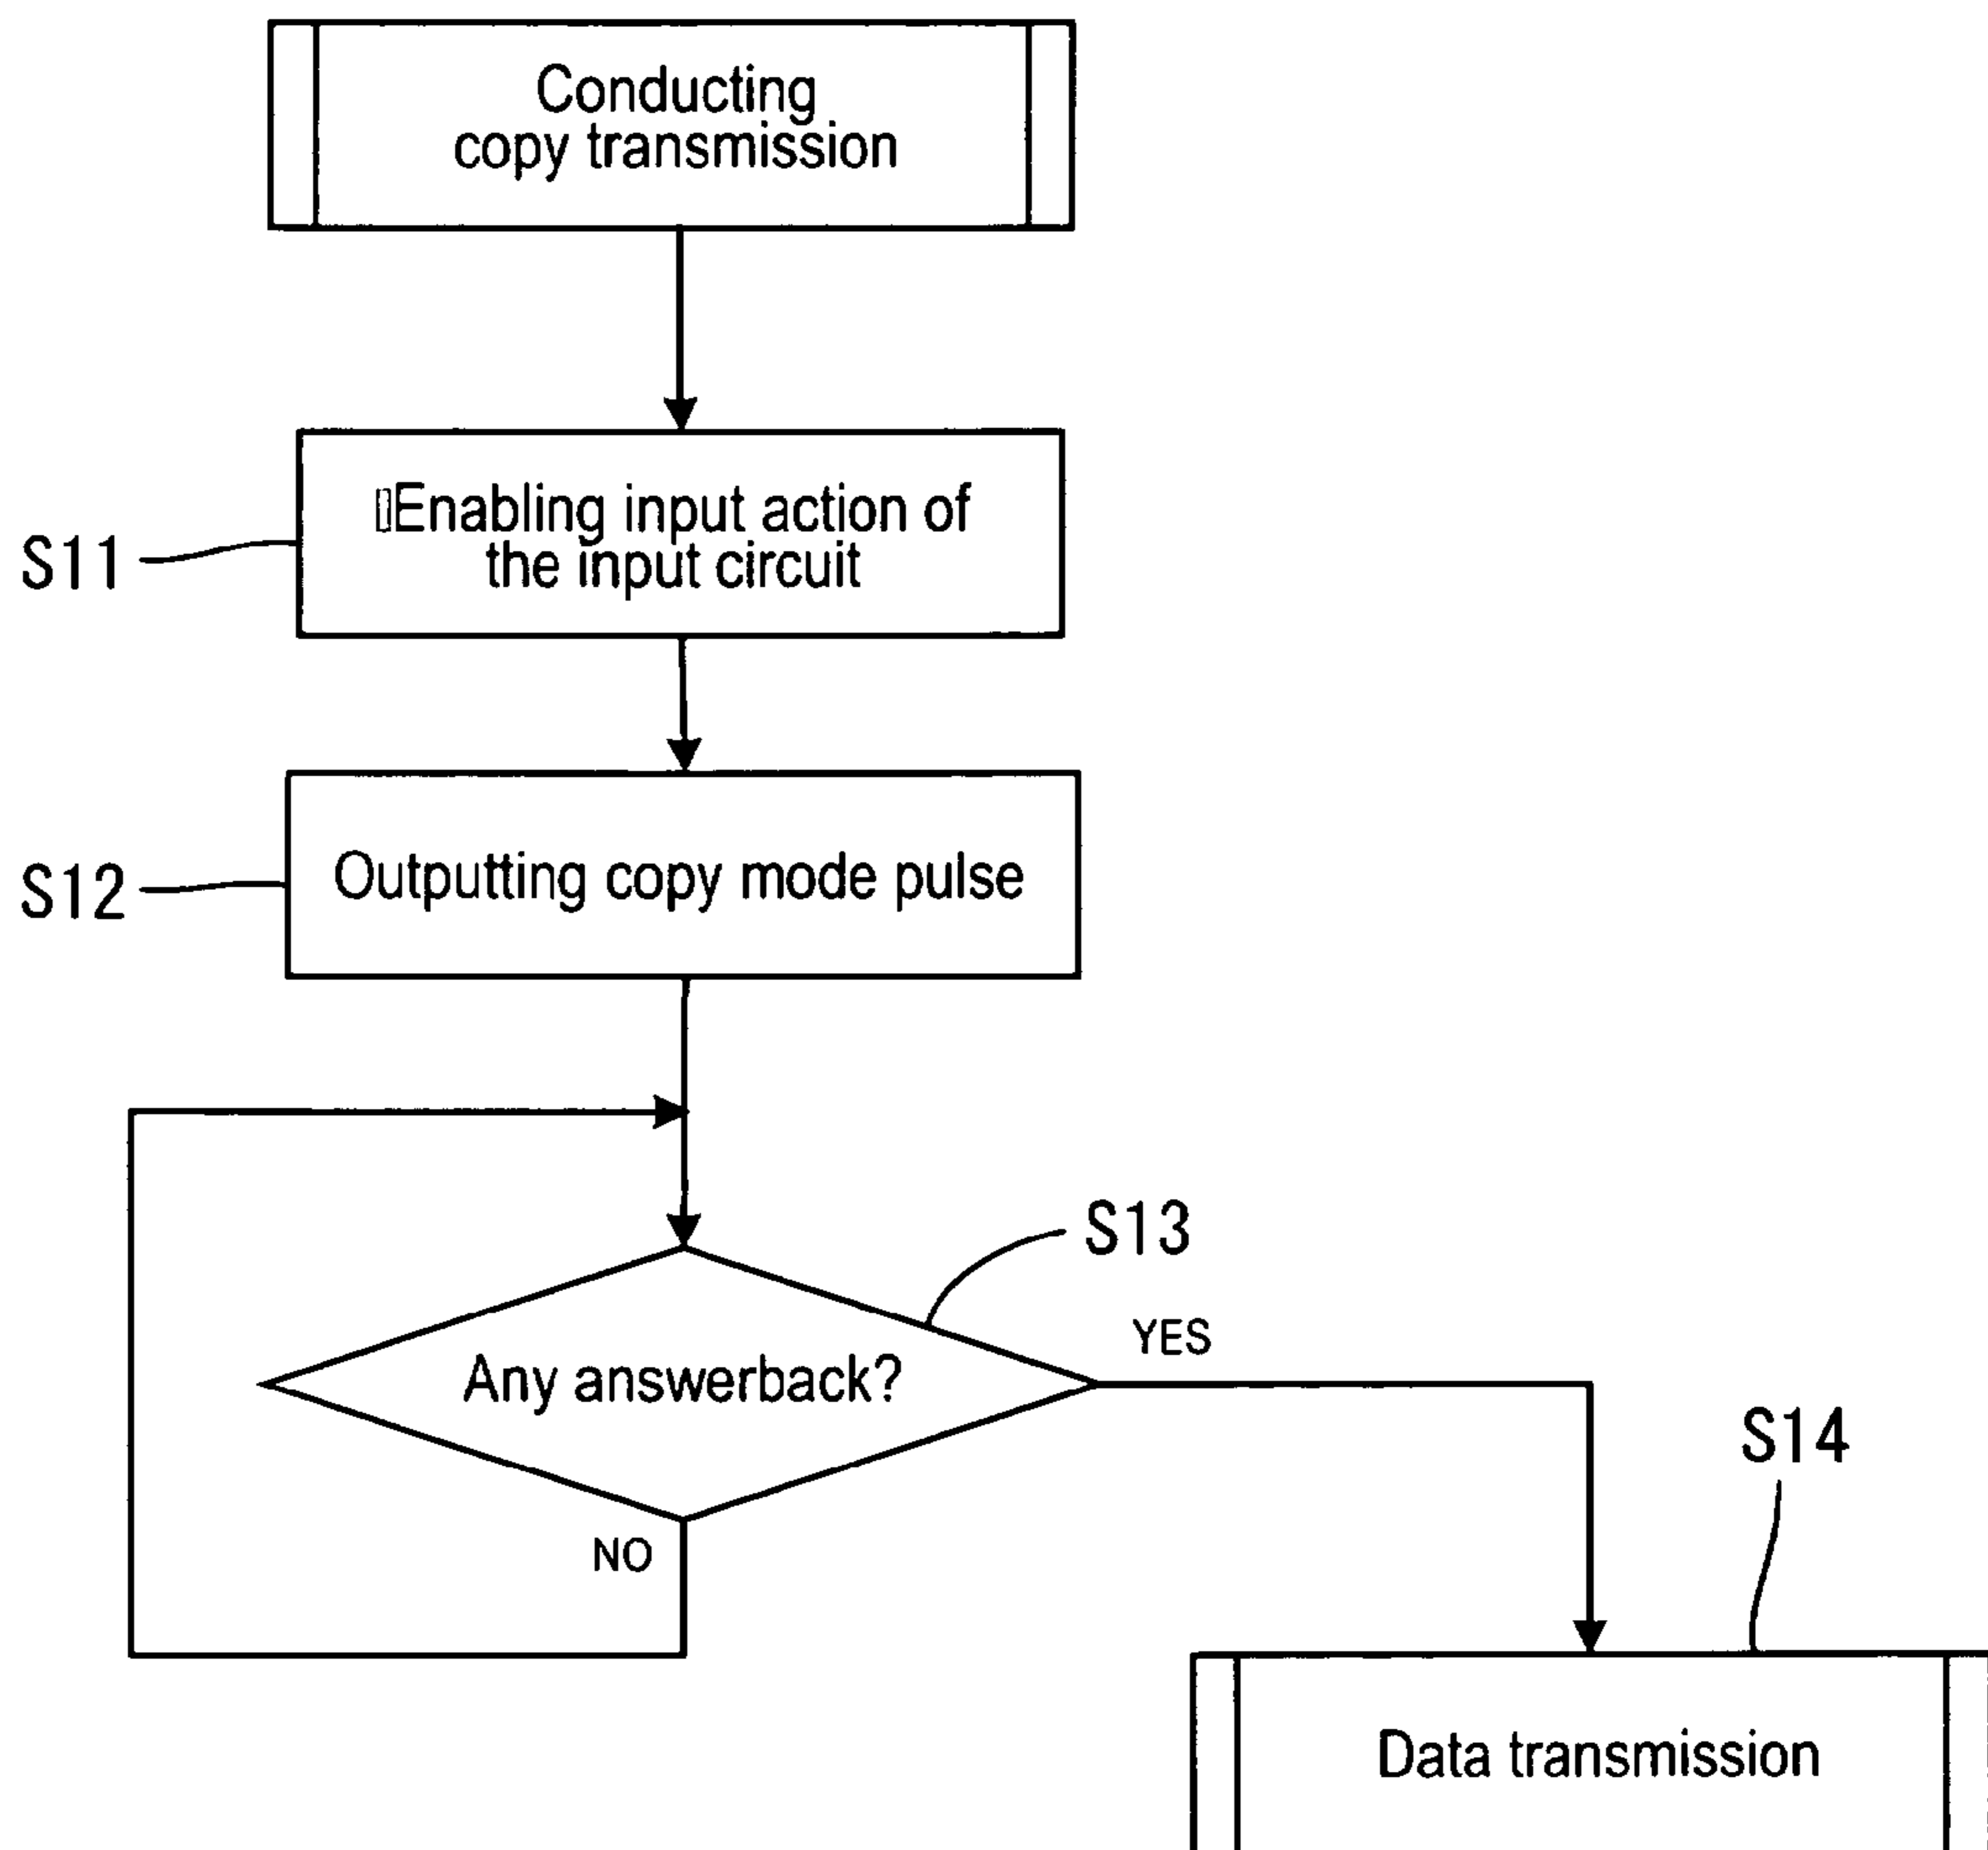 Conducting
copy transmission
Enabling input action of
the input circuit
S11
Outputting copy mode pulse
S12
S13
Any answerback?
YES
NO
S14
Data transmission